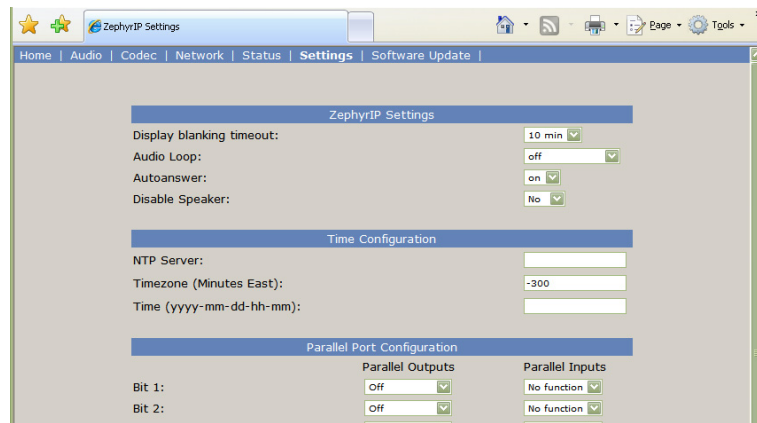 ZephyrIP Settings Page Tools
Home | Audio | Codec | Network | Status | Settings | Software Update |
ZephyrIP Settings
Display blanking timeout: 10 min
Audio Loop: off
Autoanswer: on
Disable Speaker: No
Time Configuration
NTP Server:
Timezone (Minutes East): -300
Time (yyyy-mm-dd-hh-mm):
Parallel Port Configuration
Parallel Outputs Parallel Inputs
Bit 1: Off No function
Bit 2: Off No function